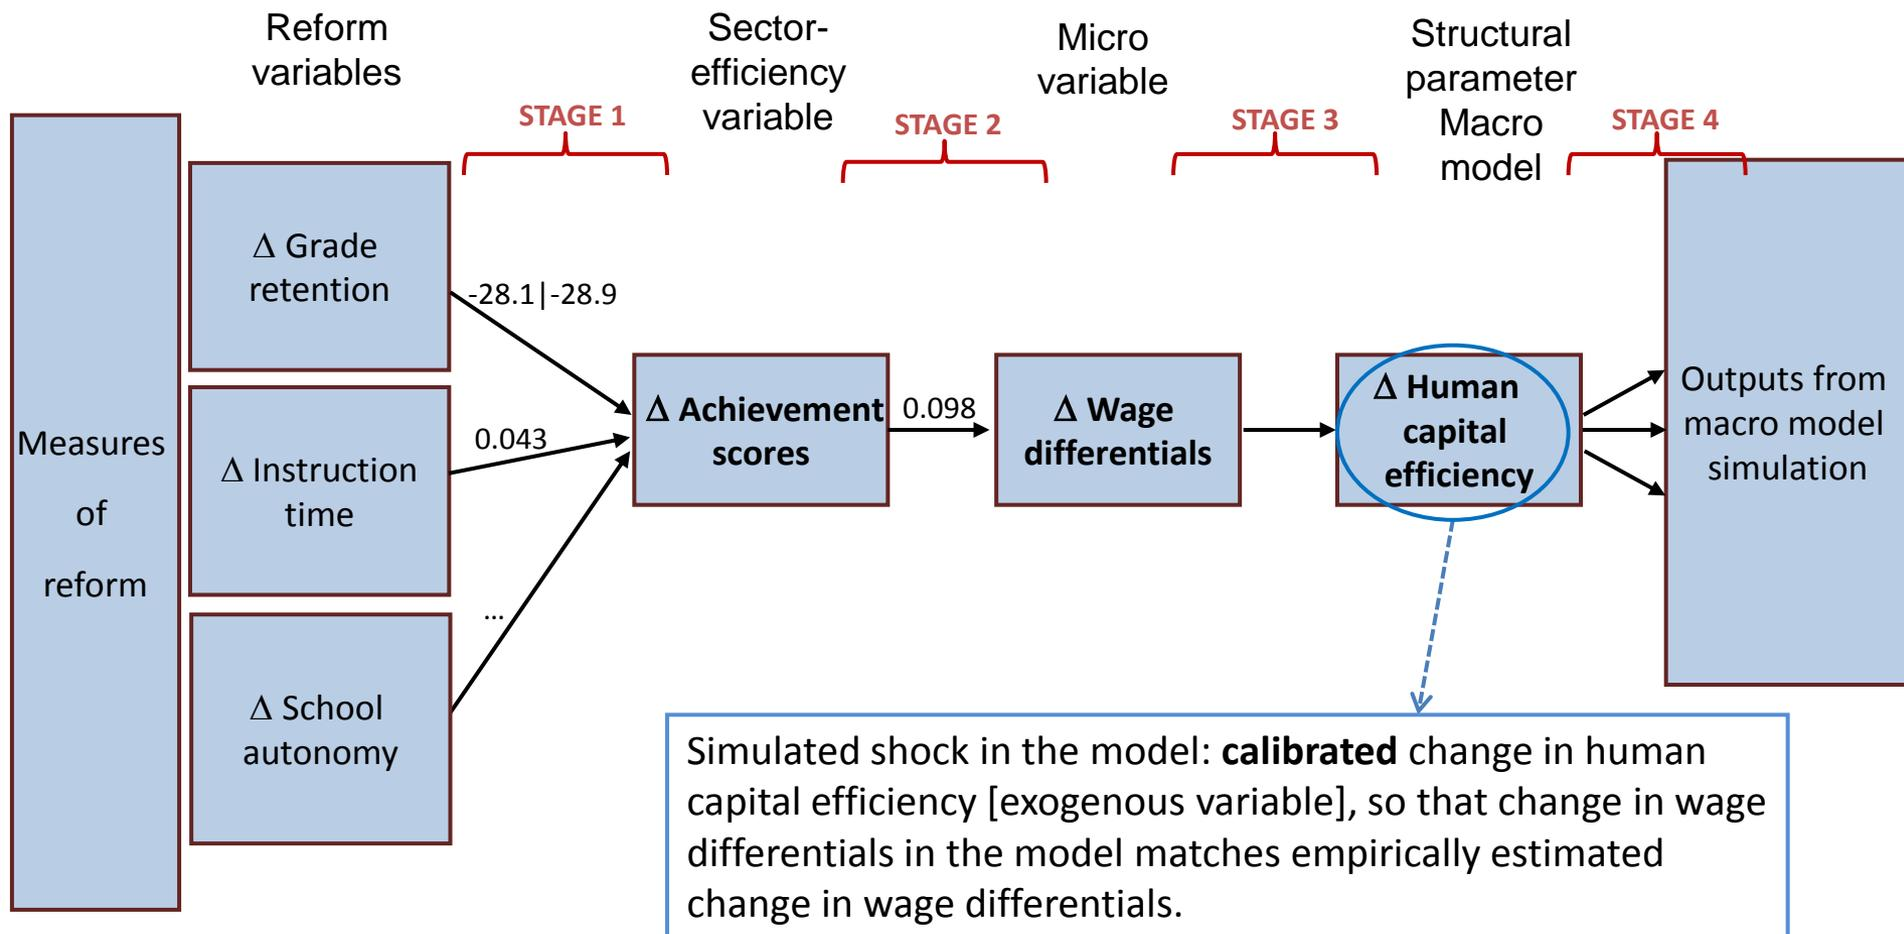 Reform
variables
Sector-
efficiency
variable
Micro
variable
Structural
parameter
Macro
model
STAGE 1
STAGE 2
STAGE 3
STAGE 4
Measures
of
reform
Δ Grade
retention
-28.1|-28.9
Δ Instruction
time
0.043
Δ School
autonomy
...
Δ Achievement
scores
0.098
Δ Wage
differentials
Δ Human
capital
efficiency
Outputs from
macro model
simulation
Simulated shock in the model: calibrated change in human
capital efficiency [exogenous variable], so that change in wage
differentials in the model matches empirically estimated
change in wage differentials.